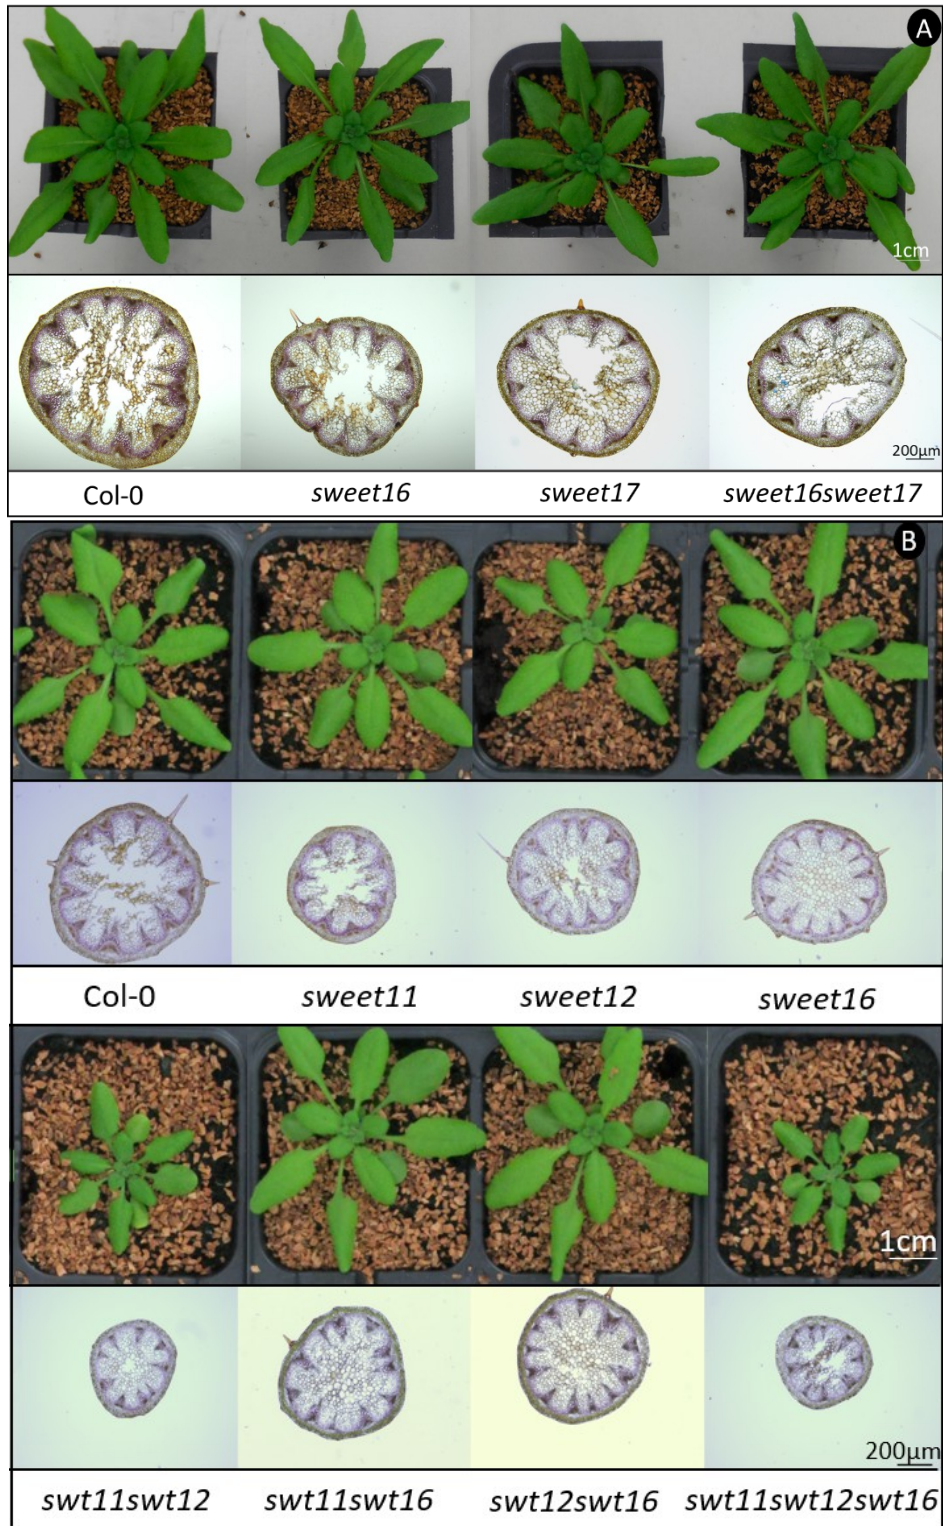 A
1cm
200µm
Col-0 sweet16 sweet17 sweet16sweet17
B
Col-0 sweet11 sweet12 sweet16
1cm
200µm
swt11swt12 swt11swt16 swt12swt16 swt11swt12swt16